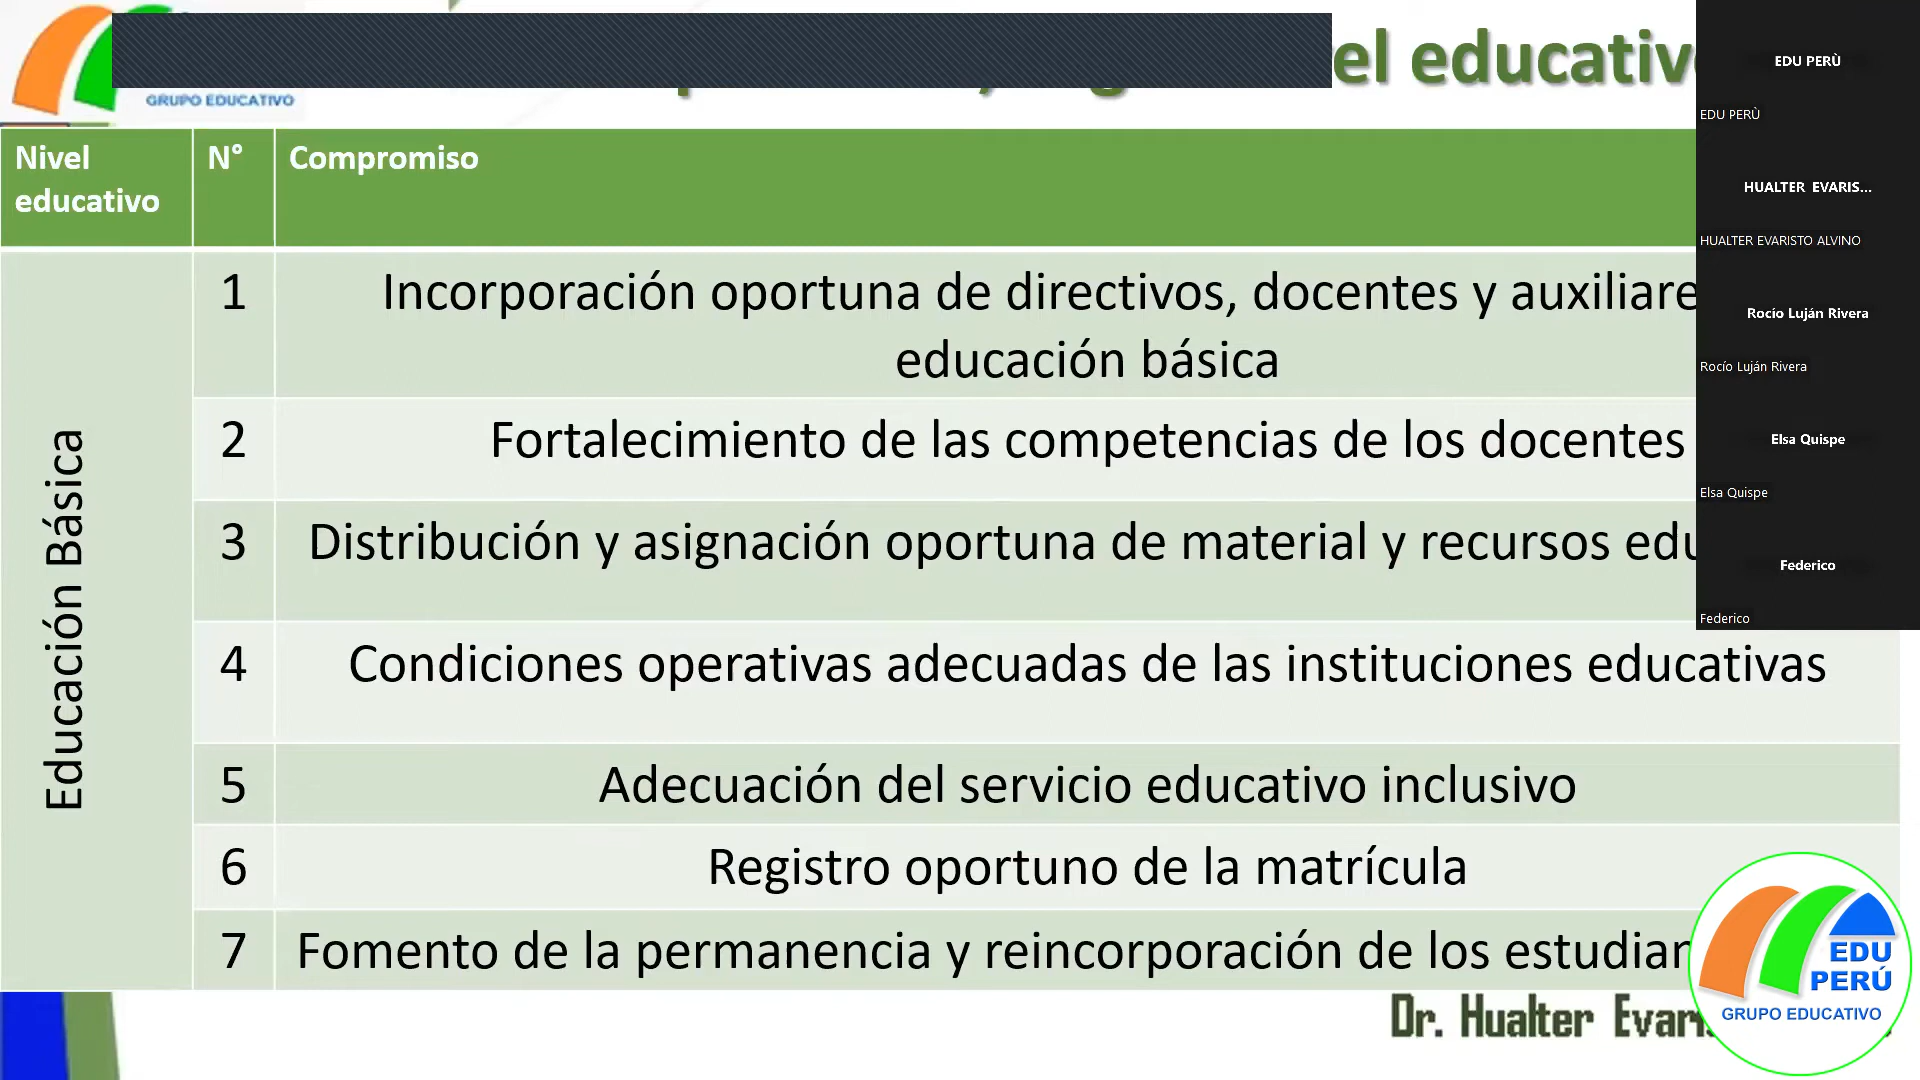 el educativ
GRUPO EDUCATIVO
Nivel educativo
N°
Compromiso
Educación Básica
1
Incorporación oportuna de directivos, docentes y auxiliare
educación básica
2
Fortalecimiento de las competencias de los docentes
3
Distribución y asignación oportuna de material y recursos edu
4
Condiciones operativas adecuadas de las instituciones educativas
5
Adecuación del servicio educativo inclusivo
6
Registro oportuno de la matrícula
7
Fomento de la permanencia y reincorporación de los estudian
Dr. Hualter Evaris
EDU PERÙ
EDU PERÙ
HUALTER EVARIS...
HUALTER EVARISTO ALVINO
Rocío Luján Rivera
Rocío Luján Rivera
Elsa Quispe
Elsa Quispe
Federico
Federico
EDU
PERÚ
GRUPO EDUCATIVO